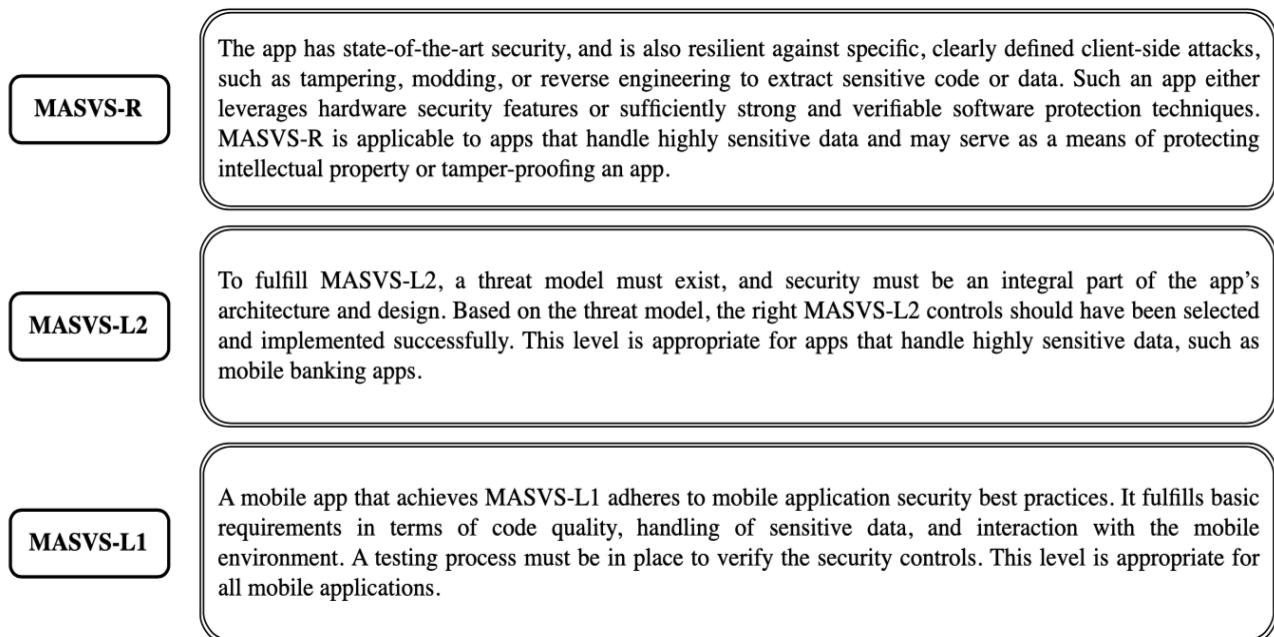 MASVS-R
The app has state-of-the-art security, and is also resilient against specific, clearly defined client-side attacks,
such as tampering, modding, or reverse engineering to extract sensitive code or data. Such an app either
leverages hardware security features or sufficiently strong and verifiable software protection techniques.
MASVS-R is applicable to apps that handle highly sensitive data and may serve as a means of protecting
intellectual property or tamper-proofing an app.
MASVS-L2
To fulfill MASVS-L2, a threat model must exist, and security must be an integral part of the app's
architecture and design. Based on the threat model, the right MASVS-L2 controls should have been selected
and implemented successfully. This level is appropriate for apps that handle highly sensitive data, such as
mobile banking apps.
MASVS-L1
A mobile app that achieves MASVS-L1 adheres to mobile application security best practices. It fulfills basic
requirements in terms of code quality, handling of sensitive data, and interaction with the mobile
environment. A testing process must be in place to verify the security controls. This level is appropriate for
all mobile applications.